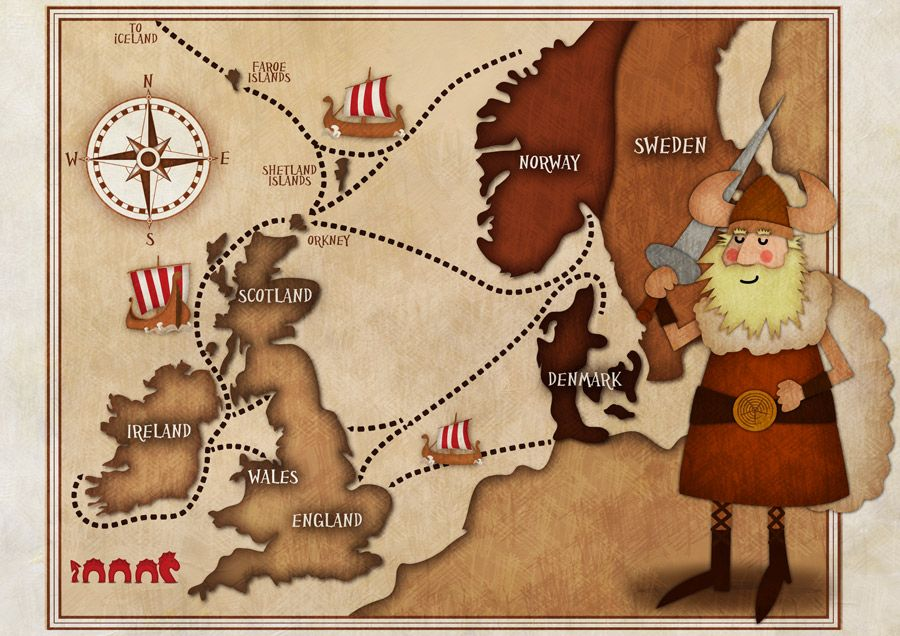 TO
iCELAND
FAROE
ISLANDS
N
W
E
S
SHETLAND
ISLANDS
ORKNEY
NORWAY
SWEDEN
SCOTLAND
DENMARK
IRELAND
WALES
ENGLAND